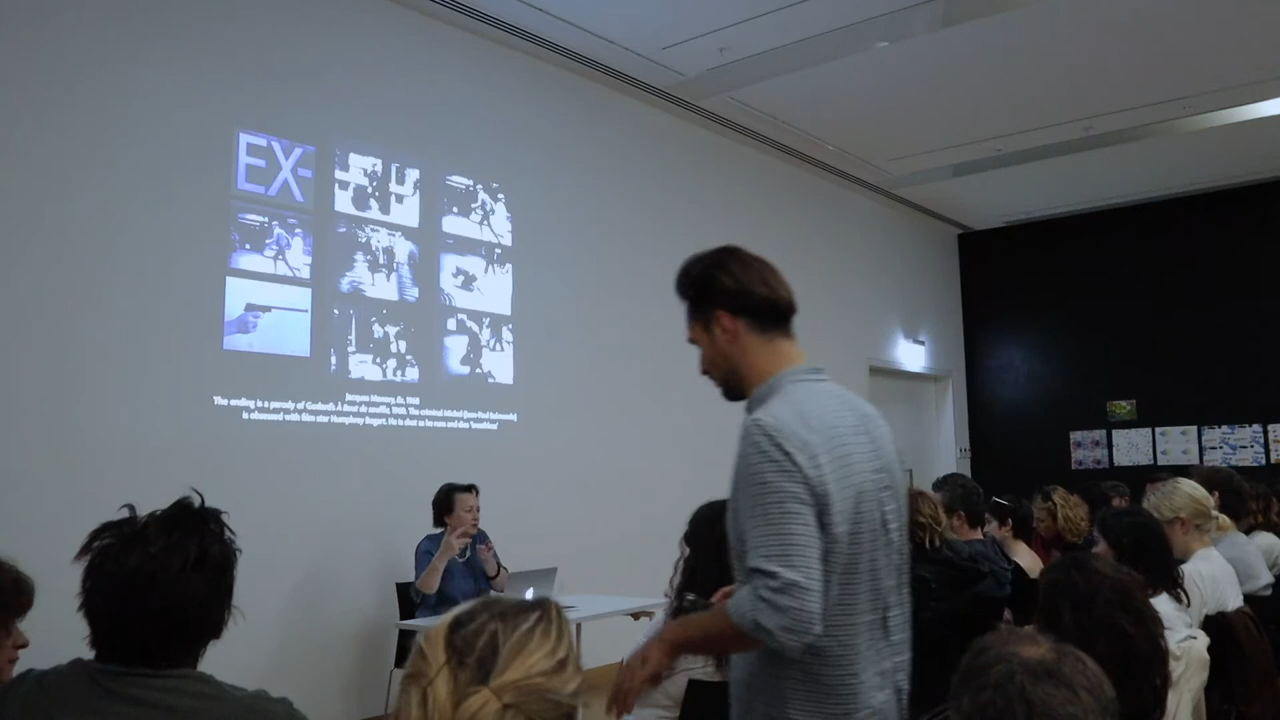 EX-
Jacques Monory, Ex, 1968
The ending is a parody of Godard's À Bout de souffle, 1960. The criminal Michel (Jean-Paul Belmondo)
is obsessed with film star Humphrey Bogart. He is shot as he runs and dies 'breathless'